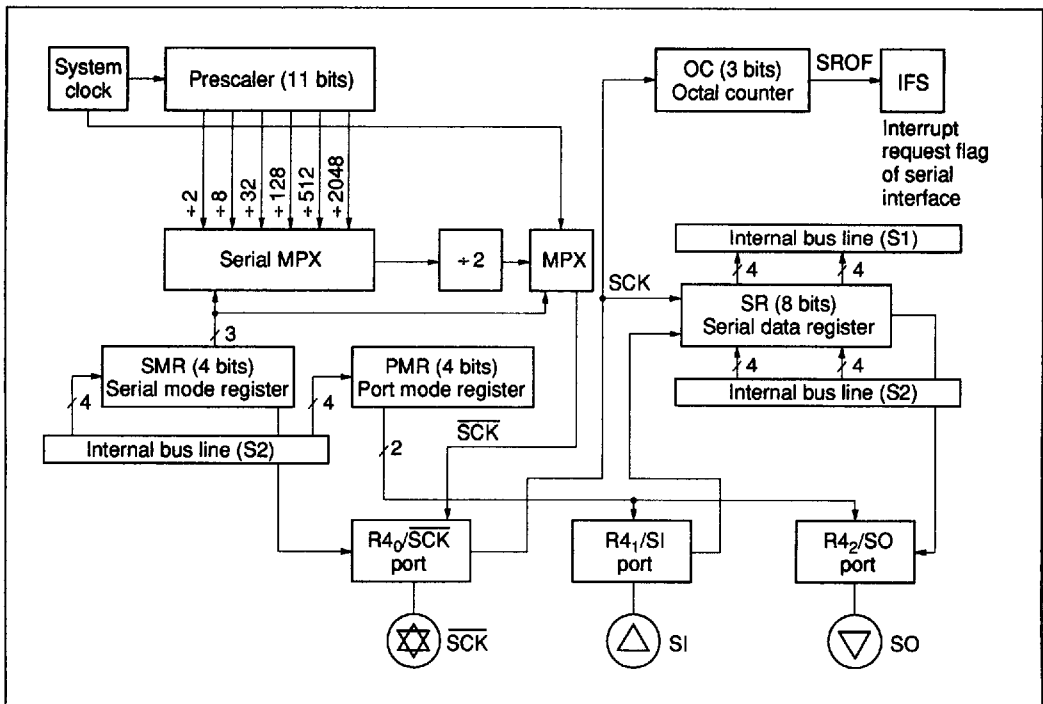 System
clock
Prescaler (11 bits)
OC (3 bits)
Octal counter
SROF
IFS
Interrupt
request flag
of serial
interface
÷2
÷8
÷32
÷128
÷512
÷2048
Serial MPX
÷2
MPX
SCK
Internal bus line (S1)
4
4
SR (8 bits)
Serial data register
4
4
Internal bus line (S2)
3
SMR (4 bits)
Serial mode register
4
PMR (4 bits)
Port mode register
4
Internal bus line (S2)
2
S̅C̅K̅
R4₀/S̅C̅K̅
port
R4₁/SI
port
R4₂/SO
port
S̅C̅K̅
SI
SO